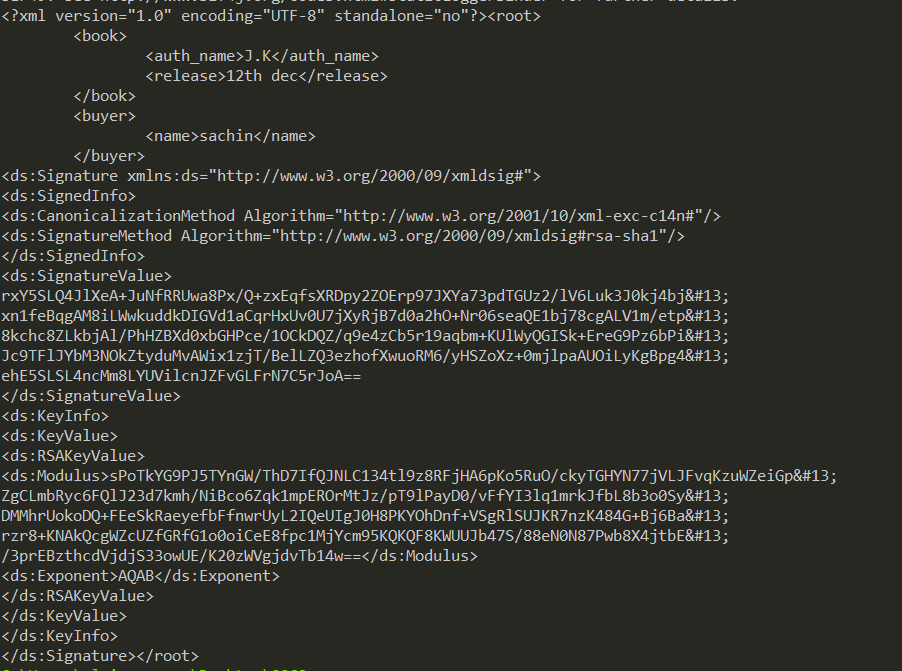 <?xml version="1.0" encoding="UTF-8" standalone="no"?><root>
<book>
<auth_name>J.K</auth_name>
<release>12th dec</release>
</book>
<buyer>
<name>sachin</name>
</buyer>
<ds:Signature xmlns:ds="http://www.w3.org/2000/09/xmldsig#">
<ds:SignedInfo>
<ds:CanonicalizationMethod Algorithm="http://www.w3.org/2001/10/xml-exc-c14n#"/>
<ds:SignatureMethod Algorithm="http://www.w3.org/2000/09/xmldsig#rsa-sha1"/>
</ds:SignedInfo>
<ds:SignatureValue>
rxY5SLQ4JlXeA+JuNfRRUwa8Px/Q+zxEqfsXRDpy2ZOErp97JXYa73pdTGUz2/lV6Luk3J0kj4bj&#13;
xn1feBqgAM8iLWwkuddkDIGVd1aCqrHxUv0U7jXyRjB7d0a2hO+Nr06seaQE1bj78cgALV1m/etp&#13;
8kchc8ZLkbjAl/PhHZBXd0xbGHPce/1OCkDQZ/q9e4zCb5r19aqbm+KUlWyQGISk+EreG9Pz6bPi&#13;
Jc9TFlJYbM3NOkZtyduMvAWix1zjT/BelLZQ3ezhofXwuoRM6/yHSZoXz+0mjlpaAUOiLyKgBpg4&#13;
ehE5SLSL4ncMm8LYUVilcnJZFvGLFrN7C5rJoA==
</ds:SignatureValue>
<ds:KeyInfo>
<ds:KeyValue>
<ds:RSAKeyValue>
<ds:Modulus>sPoTkYG9PJ5TYnGW/ThD7IfQJNLC134tl9z8RFjHA6pKo5RuO/ckyTGHYN77jVLJFvqKzuWZeiGp&#13;
ZgCLmbRyc6FQlJ23d7kmh/NiBco6Zqk1mpEROrMtJz/pT9lPayD0/vFfYI3lq1mrkJfbL8b3o0Sy&#13;
DMMhrUokoDQ+FEeSkRaeyefbFfnwrUyL2IQeUIgJ0H8PKYOhDnf+VSgRlSUJKR7nzK484G+Bj6Ba&#13;
rzr8+KNAkQcgWZcUZfGRfG1o0oiCeE8fpc1MjYcm95KQKQF8KWUUJb47S/88eN0N87Pwb8X4jtbE&#13;
/3prEBzthcdVjdjS33owUE/K20zWVgjdvTb14w==</ds:Modulus>
<ds:Exponent>AQAB</ds:Exponent>
</ds:RSAKeyValue>
</ds:KeyValue>
</ds:KeyInfo>
</ds:Signature></root>